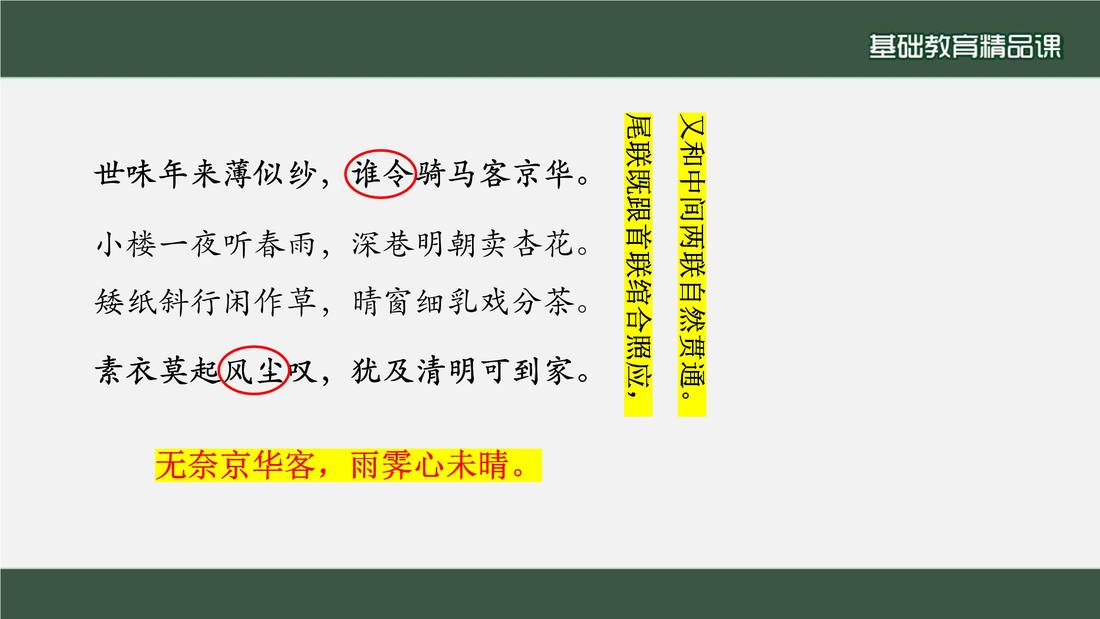 基础教育精品课
世味年来薄似纱，谁令骑马客京华。
小楼一夜听春雨，深巷明朝卖杏花。
矮纸斜行闲作草，晴窗细乳戏分茶。
素衣莫起风尘叹，犹及清明可到家。
尾联既跟首联绾合照应，
又和中间两联自然贯通。
无奈京华客，雨霁心未晴。